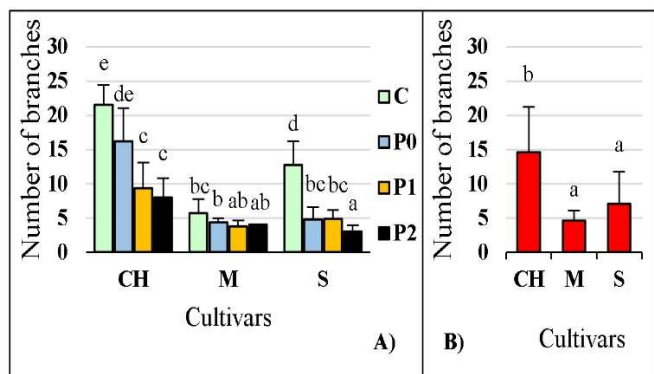 Number of branches
30
25
20
15
10
5
0
e
de
c
c
bc
b
ab
ab
d
bc
bc
a
CH
M
S
Cultivars
A)
C
P0
P1
P2
Number of branches
30
25
20
15
10
5
0
b
a
a
CH
M
S
B)
Cultivars